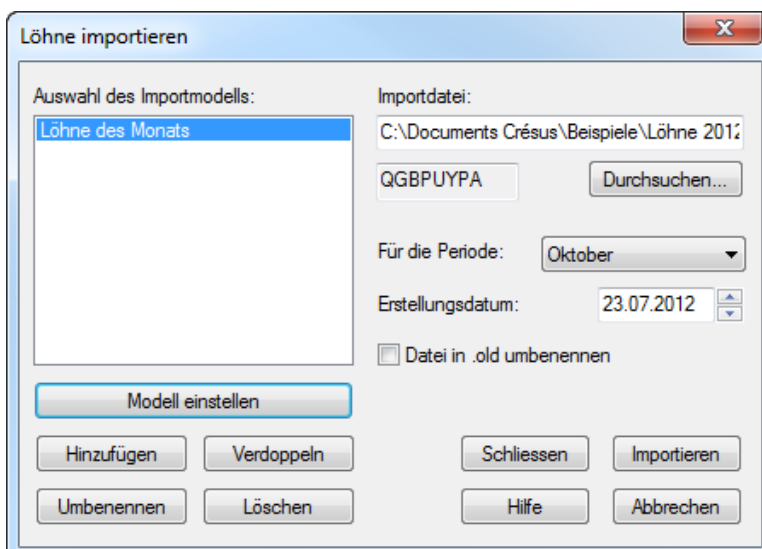 Löhne importieren
Auswahl des Importmodells:
Löhne des Monats
Importdatei:
C:\Documents Crésus\Beispiele\Löhne 2012
QGBPUYPA
Durchsuchen...
Für die Periode:
Oktober
Erstellungsdatum:
23.07.2012
Datei in .old umbenennen
Modell einstellen
Hinzufügen
Verdoppeln
Schliessen
Importieren
Umbenennen
Löschen
Hilfe
Abbrechen